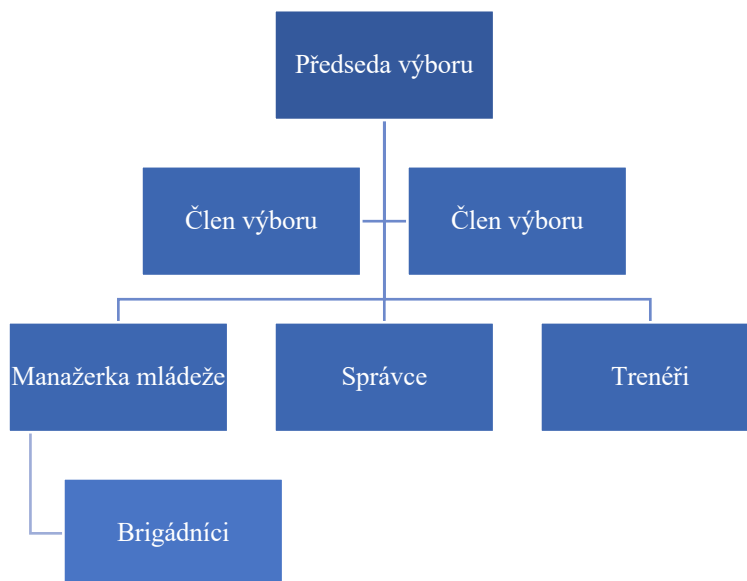 Předseda výboru
Člen výboru
Člen výboru
Manažerka mládeže
Správce
Trenéři
Brigádníci